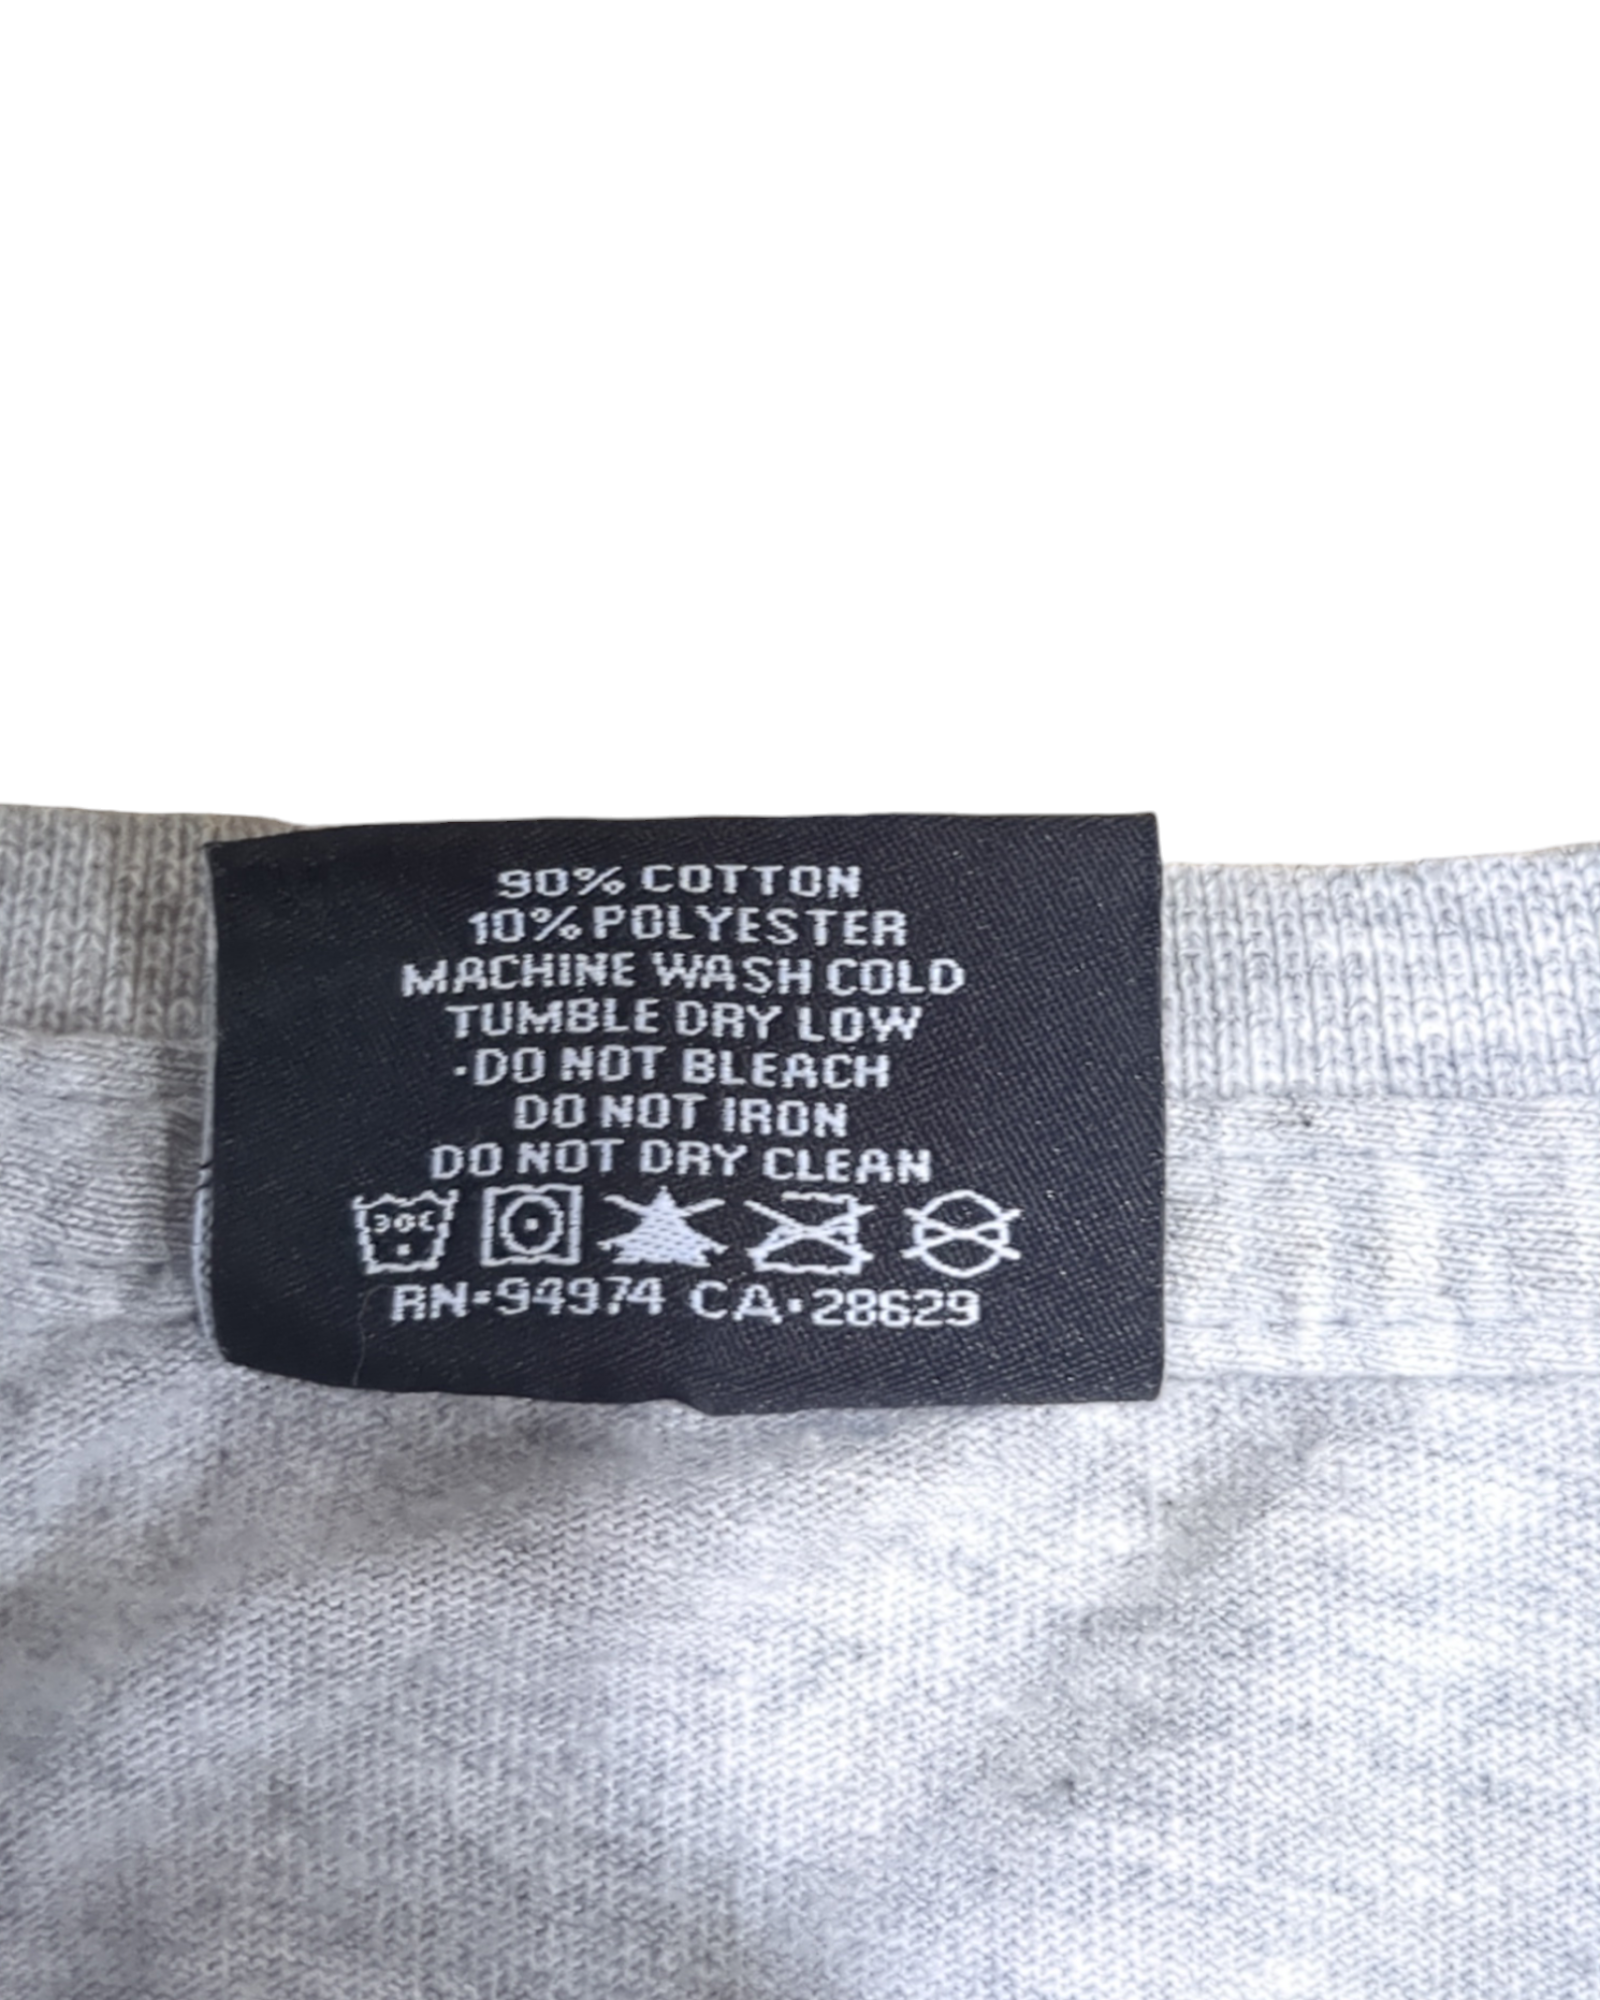 90% COTTON
10% POLYESTER
MACHINE WASH COLD
TUMBLE DRY LOW
·DO NOT BLEACH
DO NOT IRON
DO NOT DRY CLEAN
30C
RN·94974 CA·28629